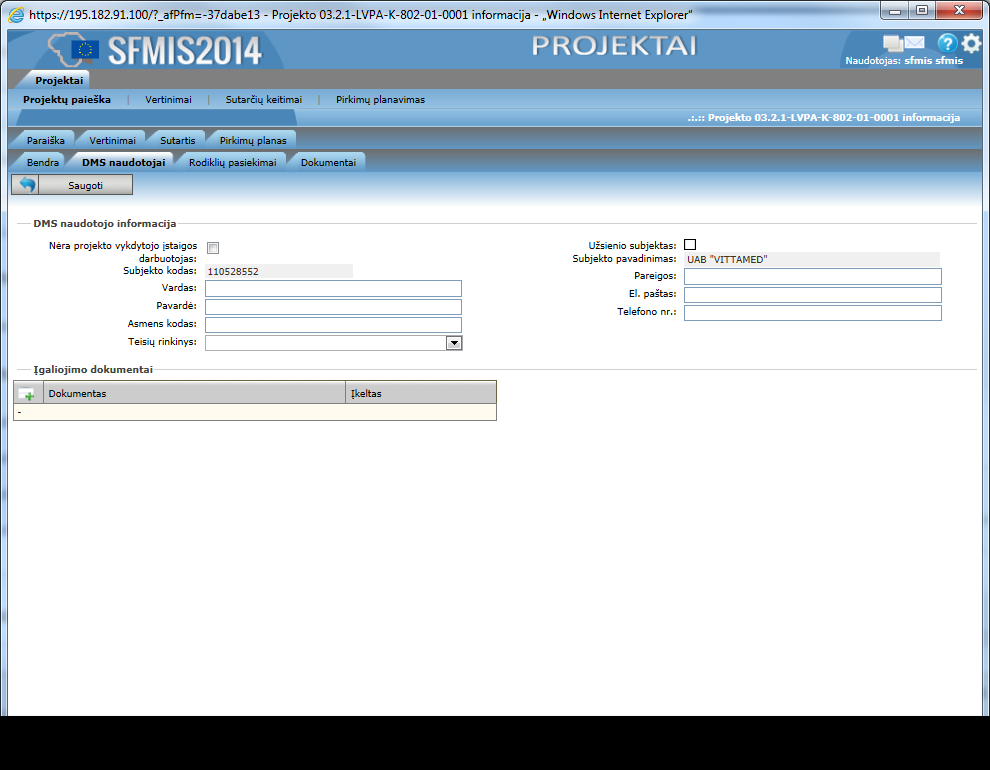 https://195.182.91.100/?_afPfm=-37dabe13 - Projekto 03.2.1-LVPA-K-802-01-0001 informacija - „Windows Internet Explorer“
SFMIS2014
PROJEKTAI
?
Naudotojas: sfmis sfmis
Projektai
Projektų paieška | Vertinimai | Sutarčių keitimai | Pirkimų planavimas
.:.:: Projekto 03.2.1-LVPA-K-802-01-0001 informacija
Paraiška Vertinimai Sutartis Pirkimų planas
Bendra DMS naudotojai Rodiklių pasiekimai Dokumentai
Saugoti
DMS naudotojo informacija
Nėra projekto vykdytojo įstaigos
darbuotojas:
Subjekto kodas: 110528552
Vardas:
Pavardė:
Asmens kodas:
Teisių rinkinys:
Užsienio subjektas:
Subjekto pavadinimas: UAB "VITTAMED"
Pareigos:
El. paštas:
Telefono nr.:
Įgaliojimo dokumentai
Dokumentas Įkeltas
-